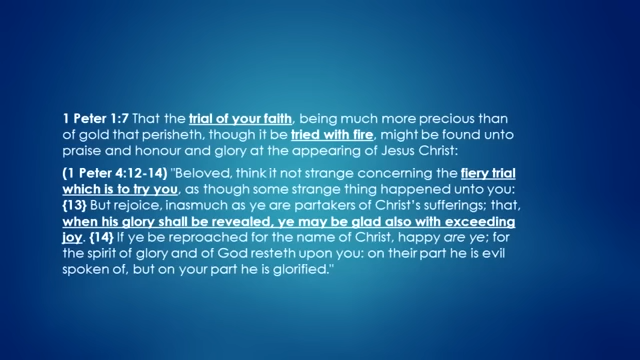 1 Peter 1:7 That the trial of your faith, being much more precious than
of gold that perisheth, though it be tried with fire, might be found unto
praise and honour and glory at the appearing of Jesus Christ:
(1 Peter 4:12-14) "Beloved, think it not strange concerning the fiery trial
which is to try you, as though some strange thing happened unto you:
{13} But rejoice, inasmuch as ye are partakers of Christ's sufferings; that,
when his glory shall be revealed, ye may be glad also with exceeding
joy. {14} If ye be reproached for the name of Christ, happy are ye; for
the spirit of glory and of God resteth upon you: on their part he is evil
spoken of, but on your part he is glorified."